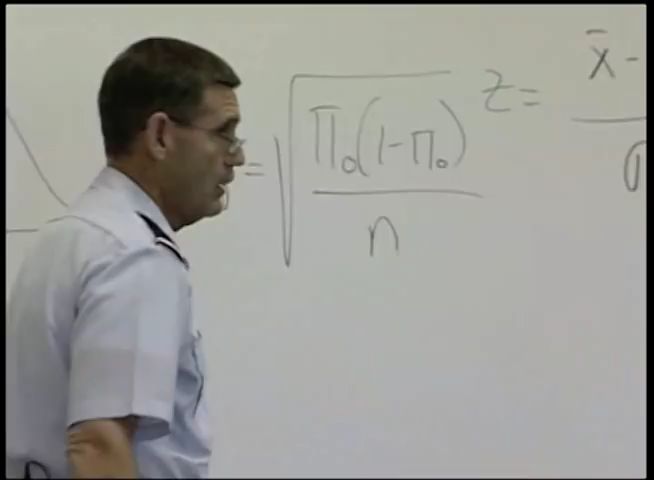 = √(Π₀(1-Π₀)/n)
z = x̄ - / σ